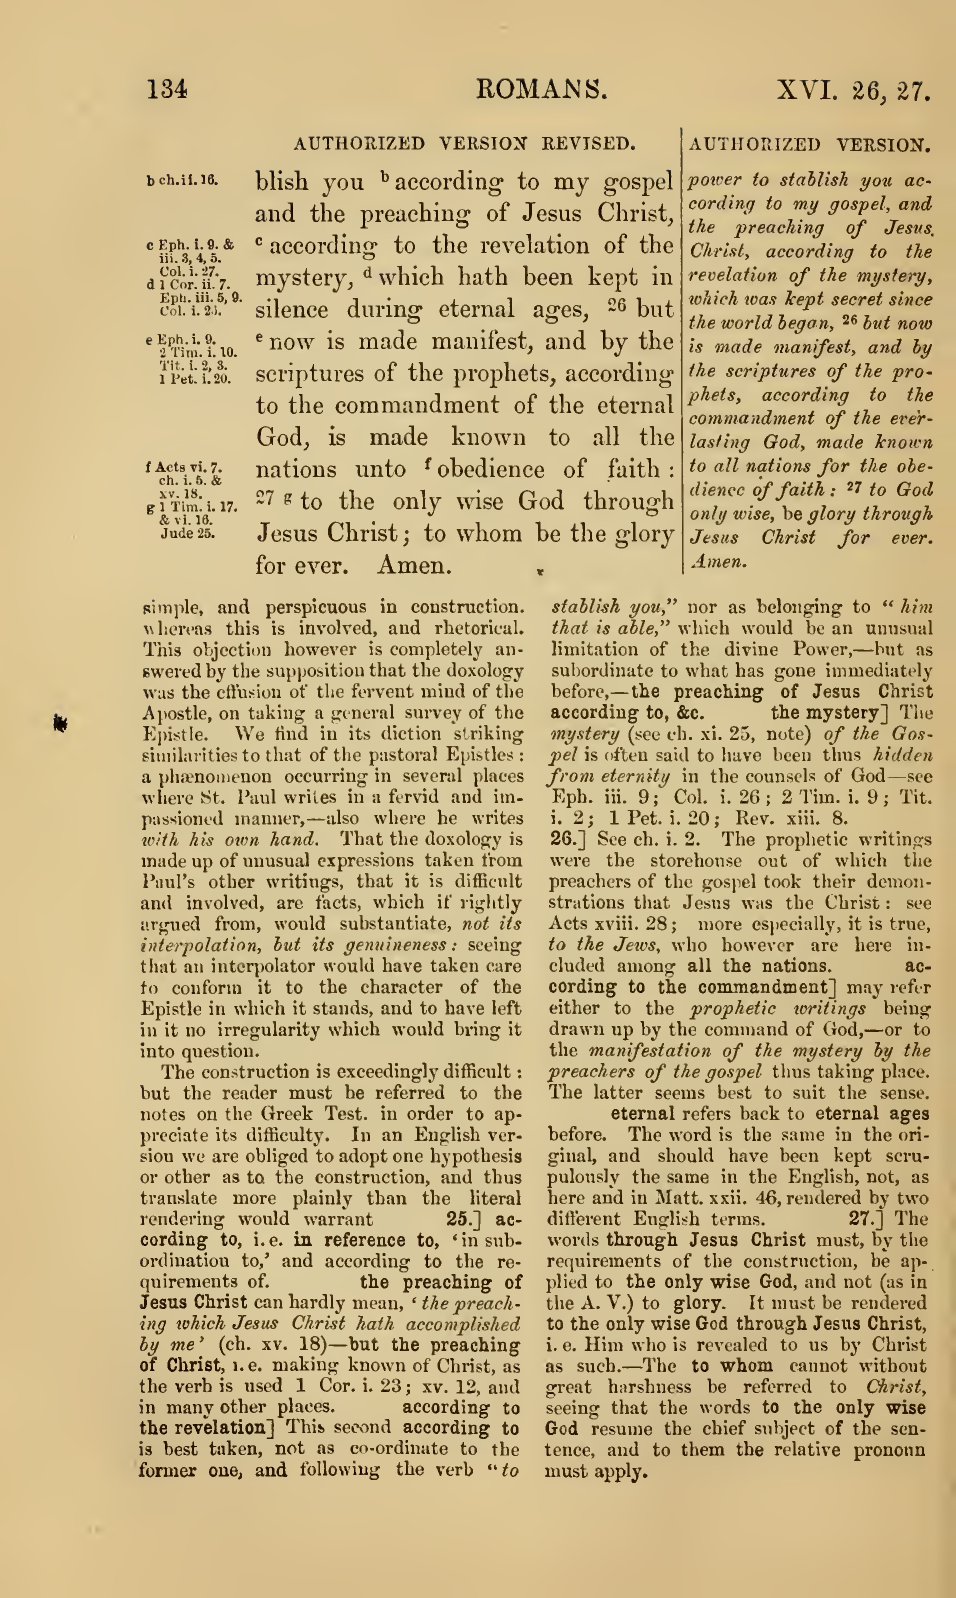 134 ROMANS. XVI. 26, 27.
AUTHORIZED VERSION REVISED.
b ch. ii. 16.
c Eph. i. 9. &
iii. 3, 4, 5.
Col. i. 27.
d 1 Cor. ii. 7.
Eph. iii. 5, 9.
Col. i. 26.
e Eph. i. 9.
2 Tim. i. 10.
Tit. i. 2, 3.
1 Pet. i. 20.
f Acts vi. 7.
ch. i. 5. &
xv. 18.
g 1 Tim. i. 17.
& vi. 16.
Jude 25.
blish you b according to my gospel
and the preaching of Jesus Christ,
c according to the revelation of the
mystery, d which hath been kept in
silence during eternal ages, 26 but
e now is made manifest, and by the
scriptures of the prophets, according
to the commandment of the eternal
God, is made known to all the
nations unto f obedience of faith :
27 g to the only wise God through
Jesus Christ; to whom be the glory
for ever. Amen.
AUTHORIZED VERSION.
power to stablish you ac-
cording to my gospel, and
the preaching of Jesus
Christ, according to the
revelation of the mystery,
which was kept secret since
the world began, 26 but now
is made manifest, and by
the scriptures of the pro-
phets, according to the
commandment of the ever-
lasting God, made known
to all nations for the obe-
dience of faith : 27 to God
only wise, be glory through
Jesus Christ for ever.
Amen.
simple, and perspicuous in construction.
whereas this is involved, and rhetorical.
This objection however is completely an-
swered by the supposition that the doxology
was the effusion of the fervent mind of the
Apostle, on taking a general survey of the
Epistle. We find in its diction striking
similarities to that of the pastoral Epistles :
a phænomenon occurring in several places
where St. Paul writes in a fervid and im-
passioned manner,—also where he writes
with his own hand. That the doxology is
made up of unusual expressions taken from
Paul's other writings, that it is difficult
and involved, are facts, which if rightly
argued from, would substantiate, not its
interpolation, but its genuineness : seeing
that an interpolator would have taken care
to conform it to the character of the
Epistle in which it stands, and to have left
in it no irregularity which would bring it
into question.
The construction is exceedingly difficult :
but the reader must be referred to the
notes on the Greek Test. in order to ap-
preciate its difficulty. In an English ver-
sion we are obliged to adopt one hypothesis
or other as to the construction, and thus
translate more plainly than the literal
rendering would warrant 25.] ac-
cording to, i. e. in reference to, ‘in sub-
ordination to,’ and according to the re-
quirements of. the preaching of
Jesus Christ can hardly mean, ‘the preach-
ing which Jesus Christ hath accomplished
by me’ (ch. xv. 18)—but the preaching
of Christ, i. e. making known of Christ, as
the verb is used 1 Cor. i. 23; xv. 12, and
in many other places. according to
the revelation] This second according to
is best taken, not as co-ordinate to the
former one, and following the verb “to
stablish you,” nor as belonging to “him
that is able,” which would be an unusual
limitation of the divine Power,—but as
subordinate to what has gone immediately
before,—the preaching of Jesus Christ
according to, &c. the mystery] The
mystery (see ch. xi. 25, note) of the Gos-
pel is often said to have been thus hidden
from eternity in the counsels of God—see
Eph. iii. 9; Col. i. 26; 2 Tim. i. 9; Tit.
i. 2; 1 Pet. i. 20; Rev. xiii. 8.
26.] See ch. i. 2. The prophetic writings
were the storehouse out of which the
preachers of the gospel took their demon-
strations that Jesus was the Christ : see
Acts xviii. 28; more especially, it is true,
to the Jews, who however are here in-
cluded among all the nations. ac-
cording to the commandment] may refer
either to the prophetic writings being
drawn up by the command of God,—or to
the manifestation of the mystery by the
preachers of the gospel thus taking place.
The latter seems best to suit the sense.
eternal refers back to eternal ages
before. The word is the same in the ori-
ginal, and should have been kept scru-
pulously the same in the English, not, as
here and in Matt. xxii. 46, rendered by two
different English terms. 27.] The
words through Jesus Christ must, by the
requirements of the construction, be ap-
plied to the only wise God, and not (as in
the A. V.) to glory. It must be rendered
to the only wise God through Jesus Christ,
i. e. Him who is revealed to us by Christ
as such.—The to whom cannot without
great harshness be referred to Christ,
seeing that the words to the only wise
God resume the chief subject of the sen-
tence, and to them the relative pronoun
must apply.